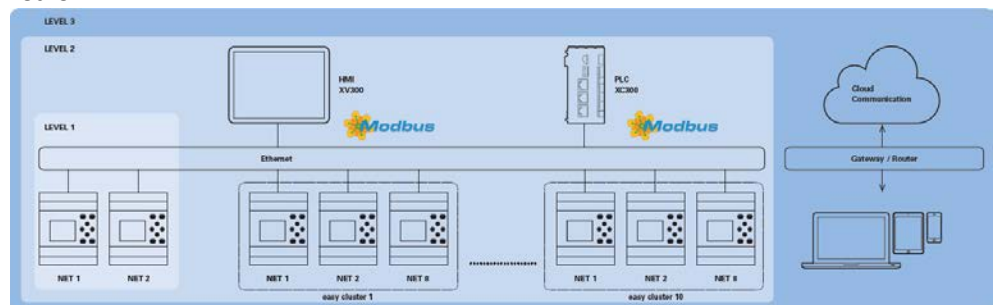 LEVEL 3
LEVEL 2
HMI
XV300
PLC
XC300
Cloud
Communication
Modbus
Modbus
LEVEL 1
Ethernet
Gateway / Router
NET 1
NET 2
NET 1
NET 2
NET 8
NET 1
NET 2
NET 8
easy cluster 1
easy cluster 10